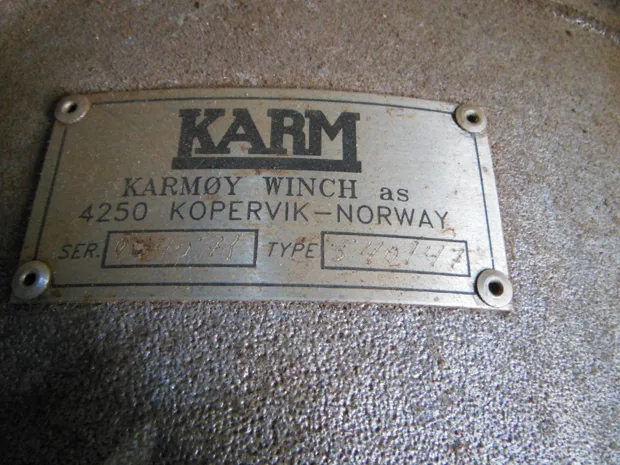 KARM
KARMØY WINCH as
4250 KOPERVIK-NORWAY
SER. TYPE